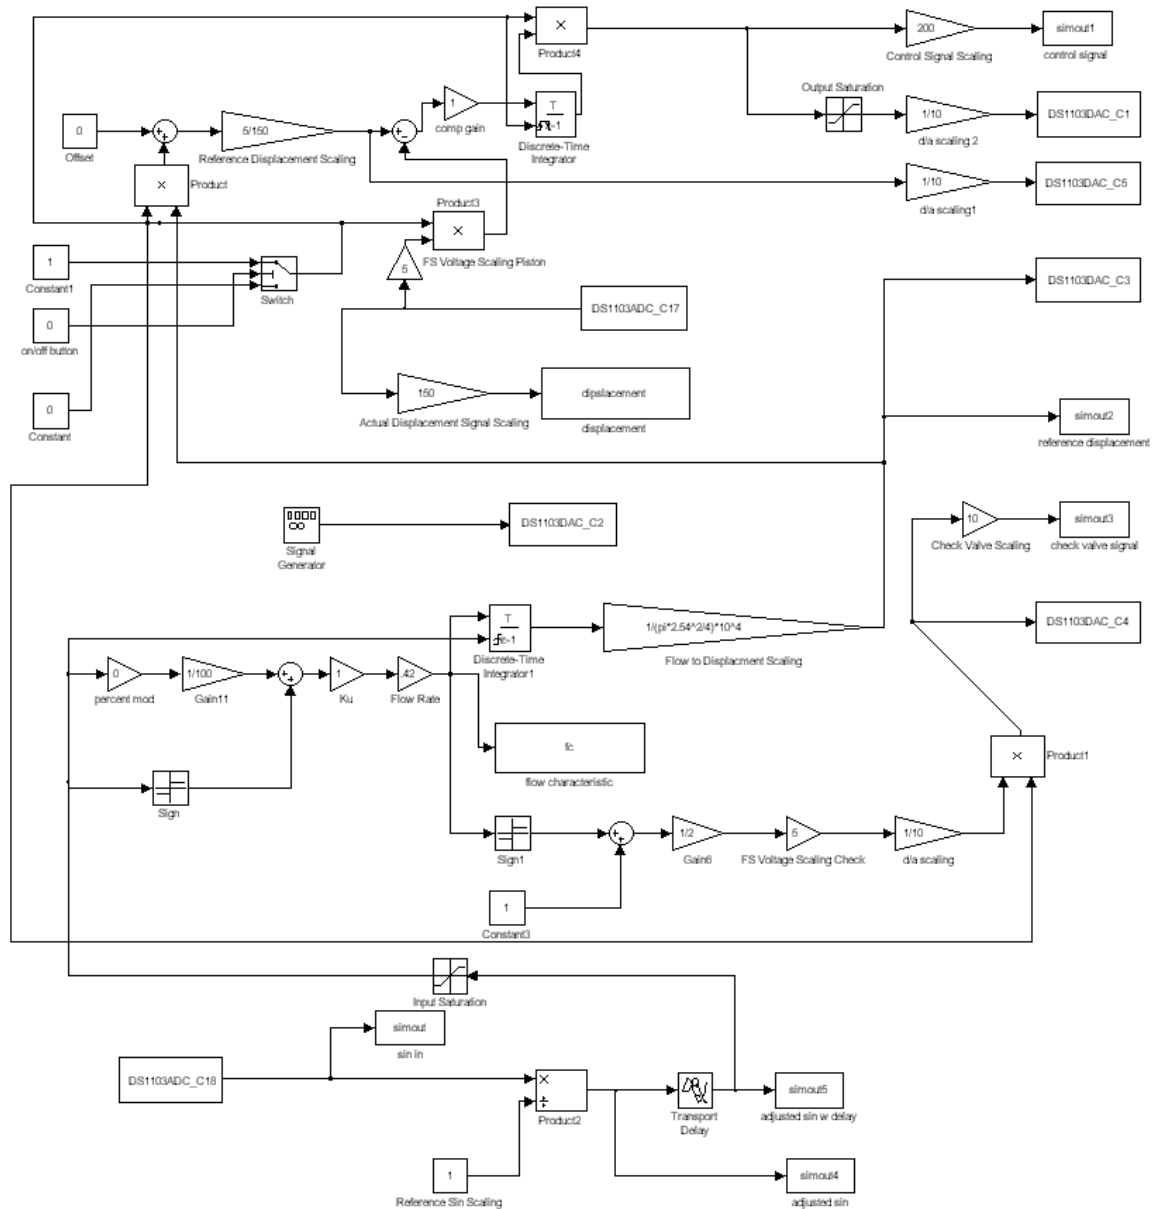 ×
Product4
200
Control Signal Scaling
simout1
control signal
Output Saturation
1
comp gain
T
Discrete-Time
Integrator
1/10
d/a scaling 2
DS1103DAC_C1
0
Offset
5/150
Reference Displacement Scaling
×
Product
1/10
d/a scaling1
DS1103DAC_C5
Product3
×
FS Voltage Scaling Piston
5
1
Constant1
Switch
DS1103DAC_C3
DS1103ADC_C17
0
on/off button
150
Actual Displacement Signal Scaling
dipslacement
displacement
0
Constant
simout2
reference displacement
Signal
Generator
DS1103DAC_C2
10
Check Valve Scaling
simout3
check valve signal
T
z-1
Discrete-Time
Integrator1
1/(pi*2.54^2/4)*10^4
Flow to Displacment Scaling
DS1103DAC_C4
0
percent mod
1/100
Gain11
1
Ku
.42
Flow Rate
fc
flow characteristic
×
Product1
Sign
Sign1
1/2
Gain6
5
FS Voltage Scaling Check
1/10
d/a scaling
1
Constant3
Input Saturation
simout
sin in
DS1103ADC_C18
×
÷
Product2
Transport
Delay
simout5
adjusted sin w delay
1
Reference Sin Scaling
simout4
adjusted sin